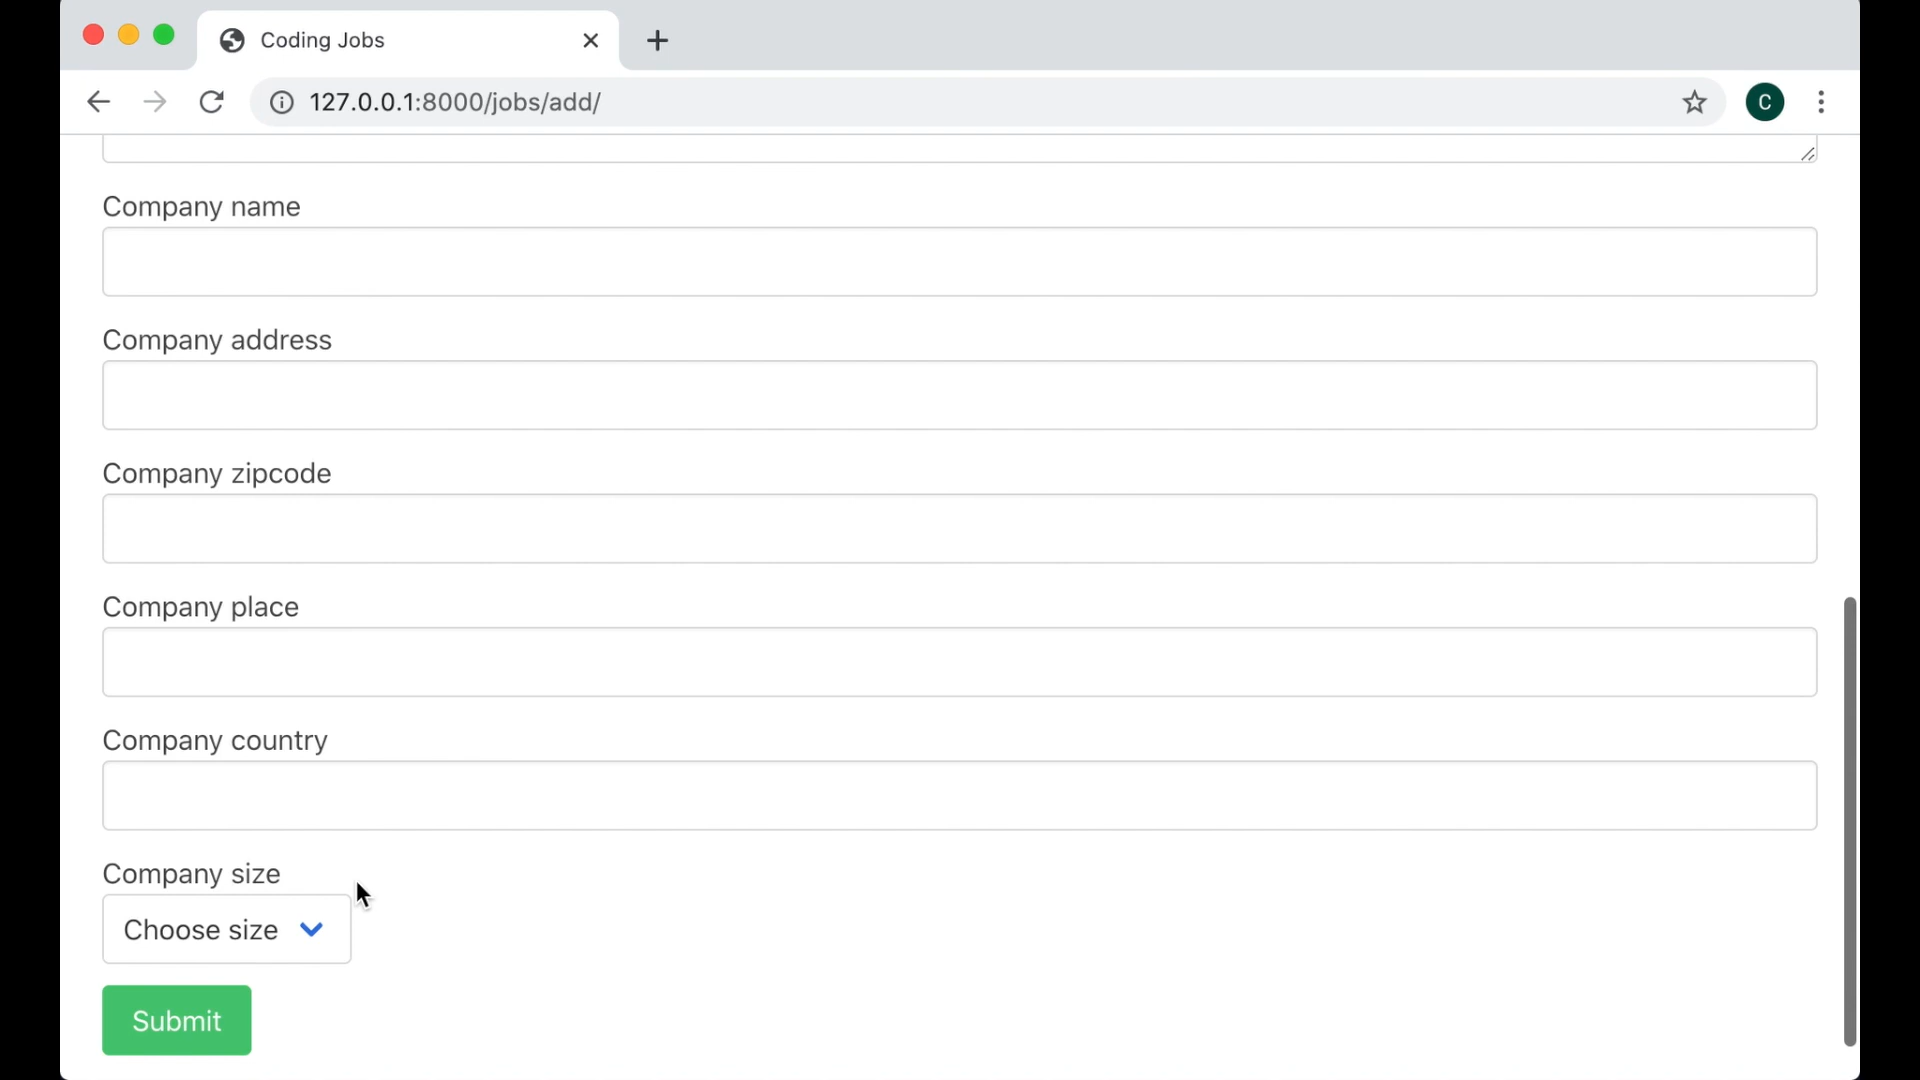 Coding Jobs
127.0.0.1:8000/jobs/add/
C
Company name
Company address
Company zipcode
Company place
Company country
Company size
Choose size
Submit